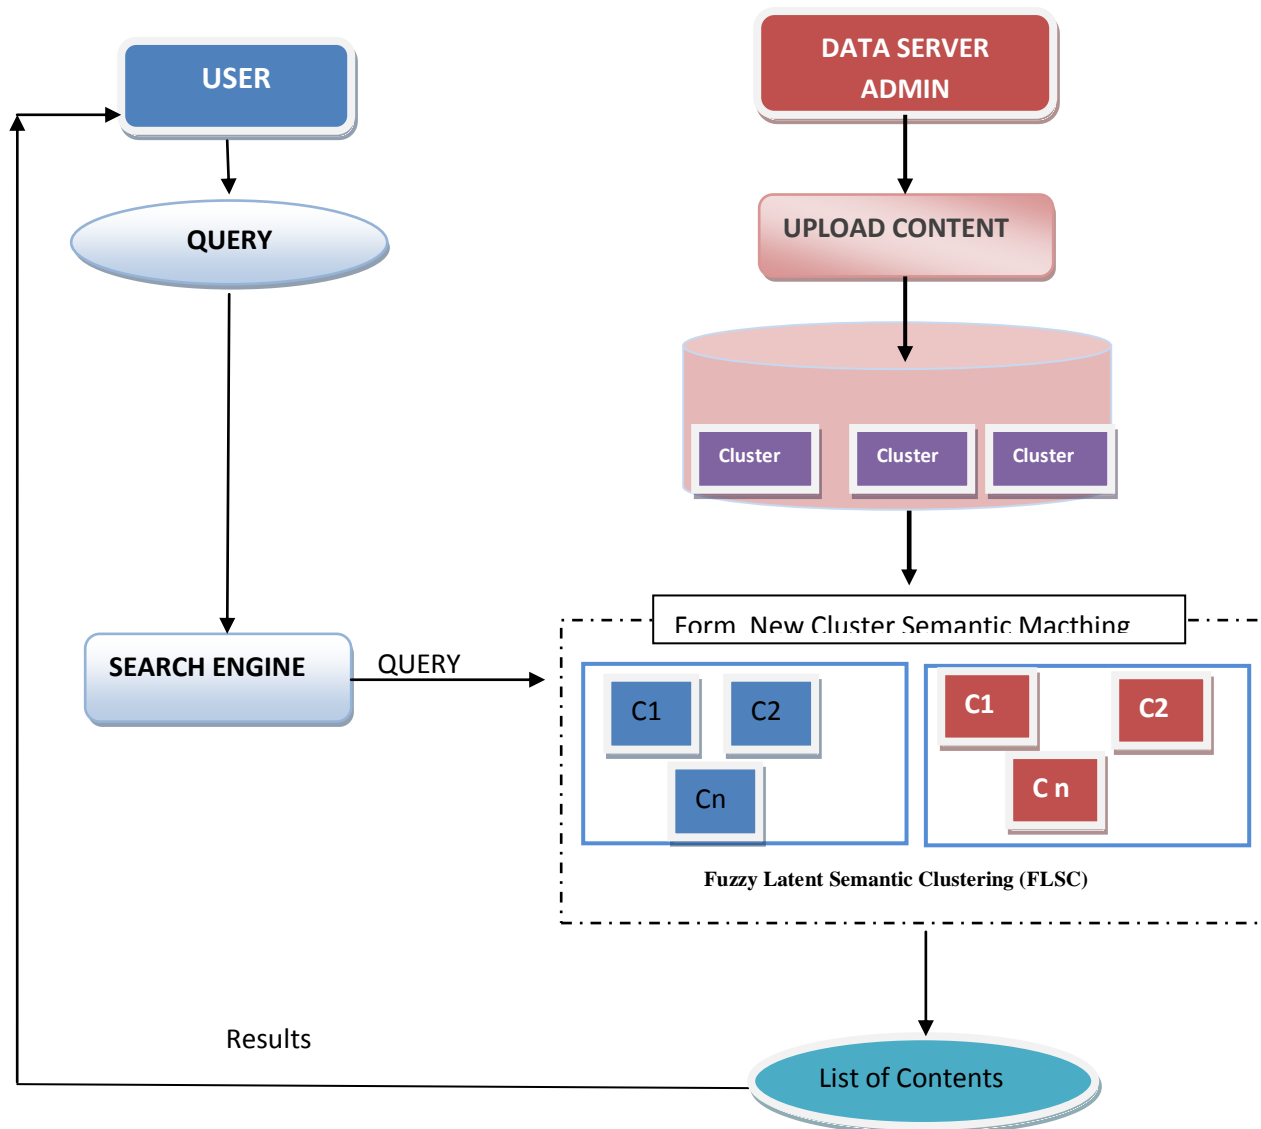 USER
DATA SERVER
ADMIN
QUERY
UPLOAD CONTENT
Cluster
Cluster
Cluster
Form  New Cluster Semantic Macthing
SEARCH ENGINE
QUERY
C1
C2
Cn
C1
C2
C n
Fuzzy Latent Semantic Clustering (FLSC)
Results
List of Contents